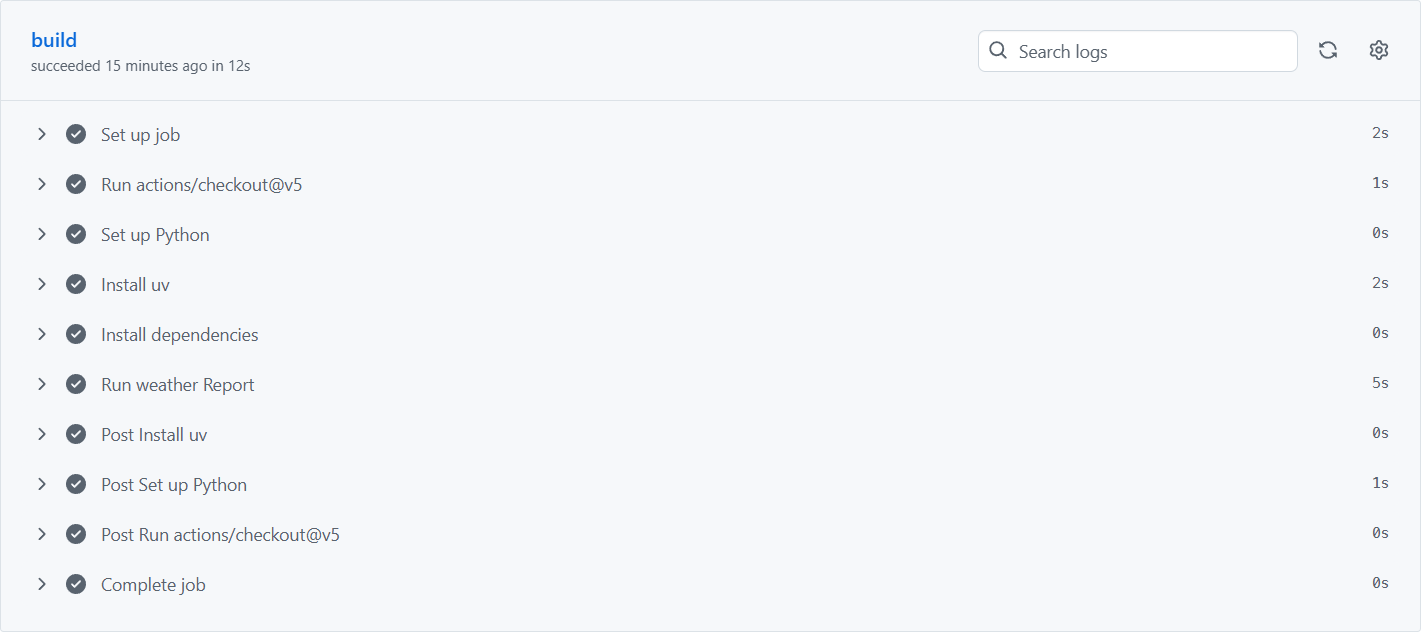 build
succeeded 15 minutes ago in 12s
Search logs
Set up job 2s
Run actions/checkout@v5 1s
Set up Python 0s
Install uv 2s
Install dependencies 0s
Run weather Report 5s
Post Install uv 0s
Post Set up Python 1s
Post Run actions/checkout@v5 0s
Complete job 0s